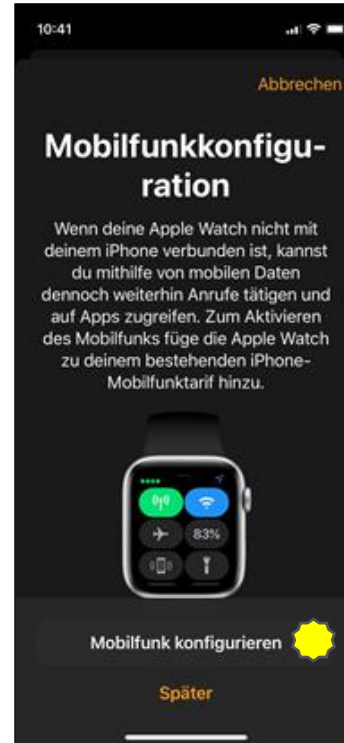 10:41
Abbrechen
Mobilfunkkonfigu-
ration
Wenn deine Apple Watch nicht mit
deinem iPhone verbunden ist, kannst
du mithilfe von mobilen Daten
dennoch weiterhin Anrufe tätigen und
auf Apps zugreifen. Zum Aktivieren
des Mobilfunks füge die Apple Watch
zu deinem bestehenden iPhone-
Mobilfunktarif hinzu.
83%
Mobilfunk konfigurieren
Später